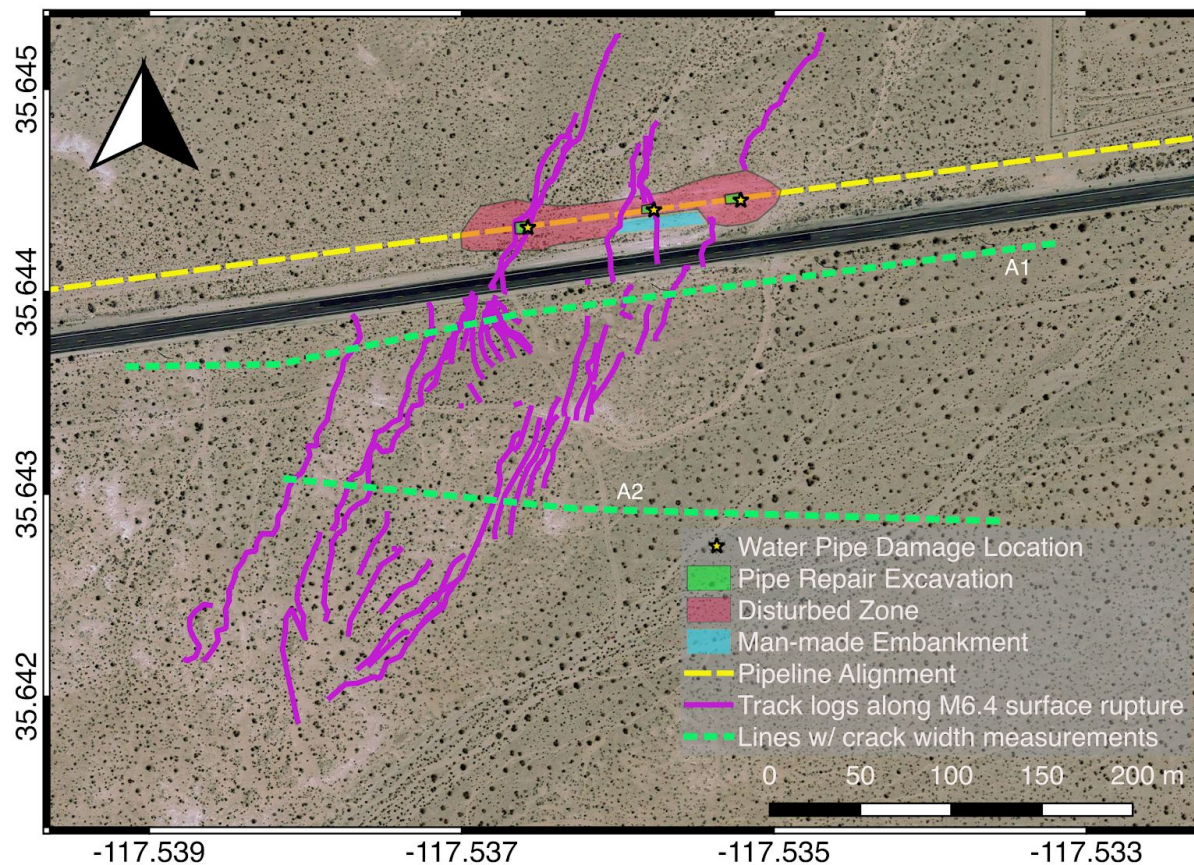 35.645
35.644
35.643
35.642
A1
A2
Water Pipe Damage Location
Pipe Repair Excavation
Disturbed Zone
Man-made Embankment
Pipeline Alignment
Track logs along M6.4 surface rupture
Lines w/ crack width measurements
0 50 100 150 200 m
-117.539 -117.537 -117.535 -117.533